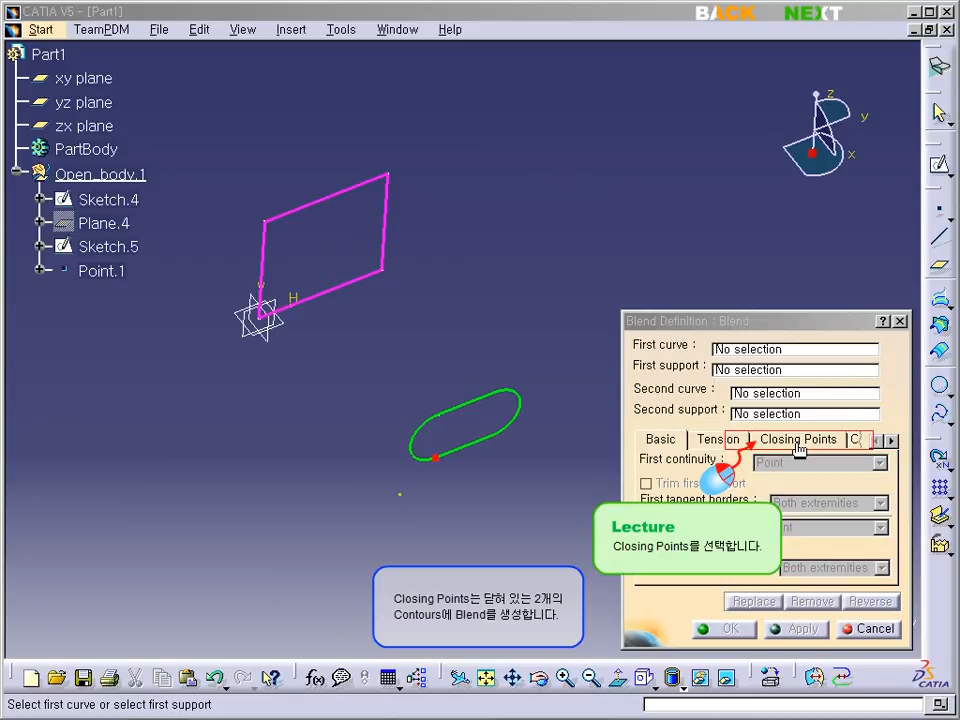 CATIA V5 - [Part1]
BACK NEXT
Start TeamPDM File Edit View Insert Tools Window Help
Part1
xy plane
yz plane
zx plane
PartBody
Open_body.1
Sketch.4
Plane.4
Sketch.5
Point.1
z
y
x
V
H
Blend Definition : Blend
First curve : No selection
First support : No selection
Second curve : No selection
Second support : No selection
Basic Tension Closing Points
First continuity : Point
Trim first
First tangent borders : Both extremities
Both extremities
Lecture
Closing Points를 선택합니다.
Closing Points는 닫혀 있는 2개의
Contours에 Blend를 생성합니다.
Replace Remove Reverse
OK Apply Cancel
f(x)
CATIA
Select first curve or select first support